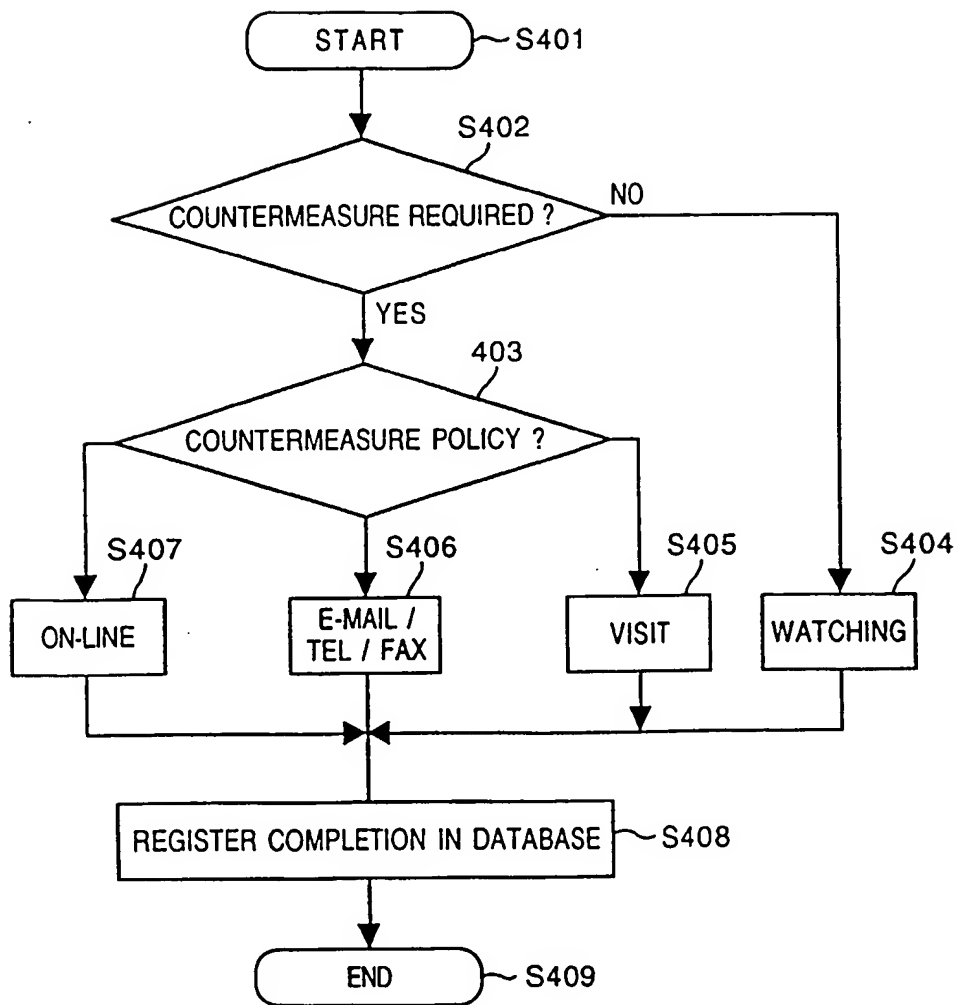 START
S401
S402
COUNTERMEASURE REQUIRED ?
NO
YES
403
COUNTERMEASURE POLICY ?
S407
S406
S405
S404
ON-LINE
E-MAIL /
TEL / FAX
VISIT
WATCHING
REGISTER COMPLETION IN DATABASE
S408
END
S409